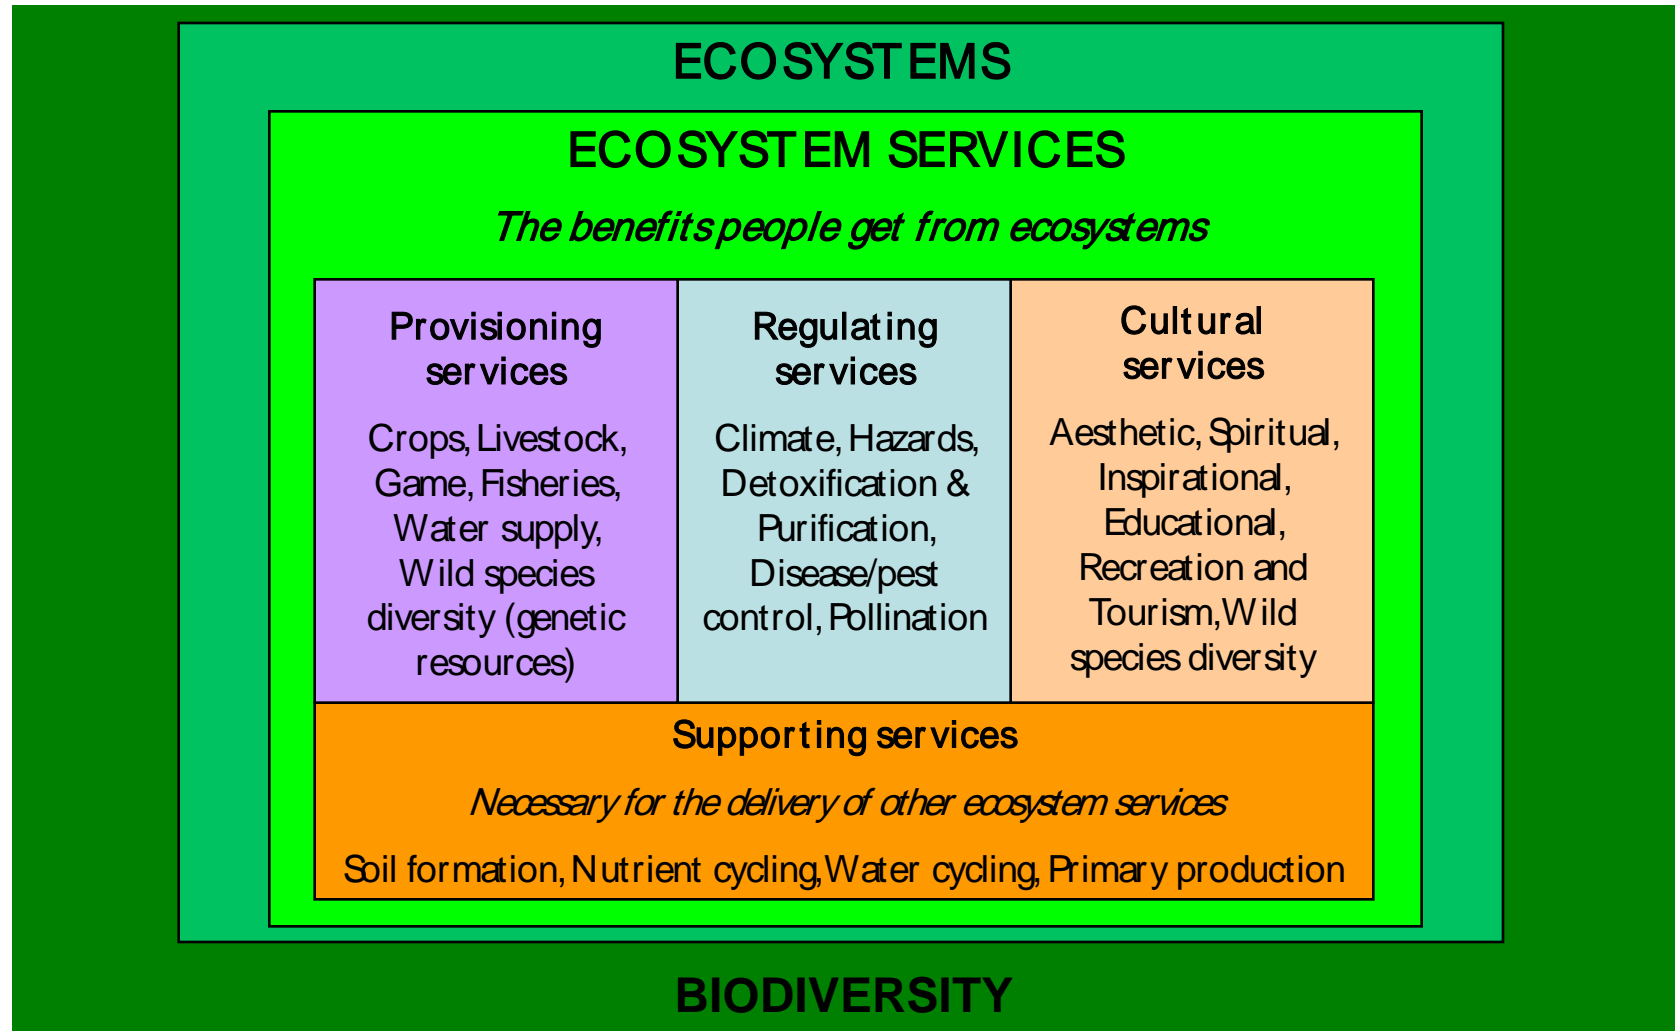 ECOSYSTEMS
ECOSYSTEM SERVICES
The benefits people get from ecosystems
Provisioning
services
Crops, Livestock,
Game, Fisheries,
Water supply,
Wild species
diversity (genetic
resources)
Regulating
services
Climate, Hazards,
Detoxification &
Purification,
Disease/pest
control, Pollination
Cultural
services
Aesthetic, Spiritual,
Inspirational,
Educational,
Recreation and
Tourism, Wild
species diversity
Supporting services
Necessary for the delivery of other ecosystem services
Soil formation, Nutrient cycling, Water cycling, Primary production
BIODIVERSITY